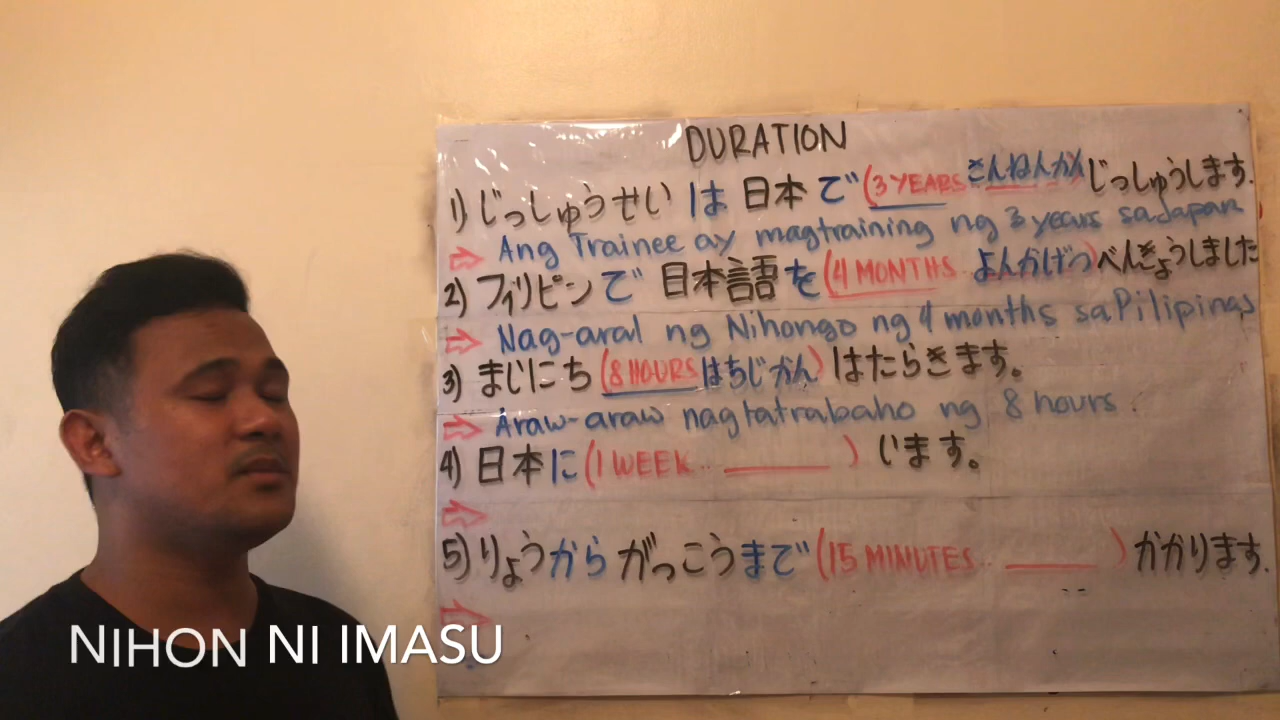 DURATION
1) じっしゅうせい は 日本 で (3 YEARS さんねんかん じっしゅうします.
⇨ Ang Trainee ay magtraining ng 3 years sa Japan
2) フィリピン で 日本語 を (4 MONTHS よんかげつ) べんきょうしました
⇨ Nag-aral ng Nihongo ng 4 months sa Pilipinas
3) まいにち (8 HOURS はちじかん) はたらきます。
⇨ Araw-araw nagtatrabaho ng 8 hours.
4) 日本 に (1 WEEK ______ ) います。
⇨
5) りょう から がっこう まで (15 MINUTES ______ ) かかります.
⇨
NIHON NI IMASU